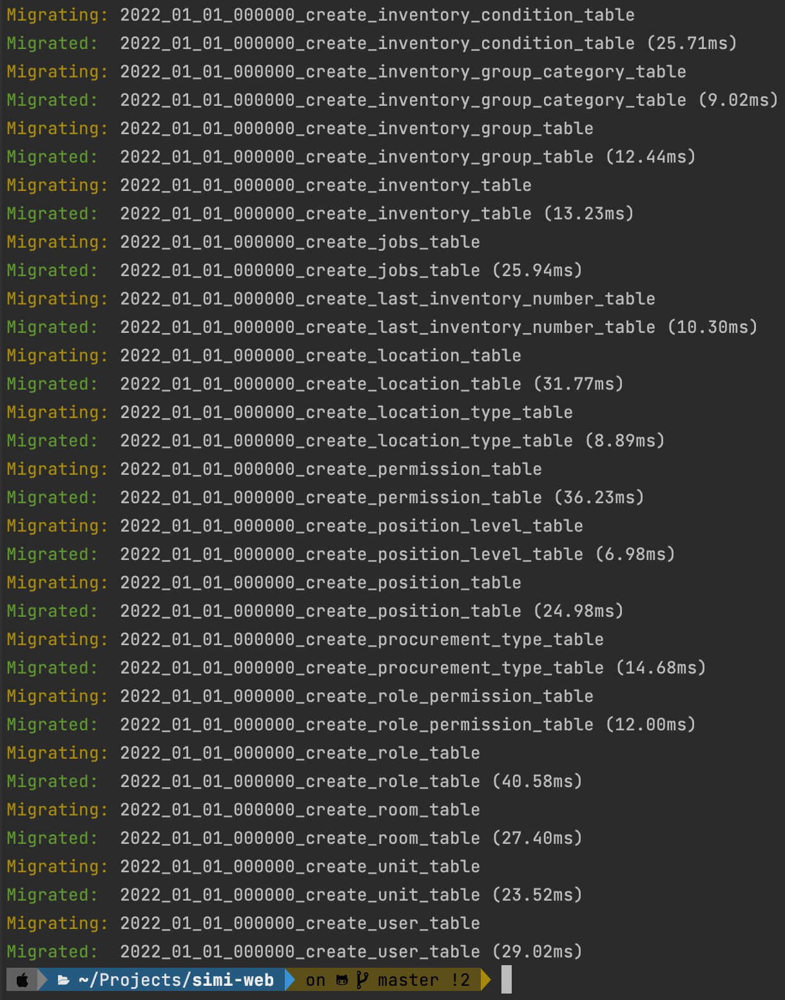 Migrating: 2022_01_01_000000_create_inventory_condition_table
Migrated:  2022_01_01_000000_create_inventory_condition_table (25.71ms)
Migrating: 2022_01_01_000000_create_inventory_group_category_table
Migrated:  2022_01_01_000000_create_inventory_group_category_table (9.02ms)
Migrating: 2022_01_01_000000_create_inventory_group_table
Migrated:  2022_01_01_000000_create_inventory_group_table (12.44ms)
Migrating: 2022_01_01_000000_create_inventory_table
Migrated:  2022_01_01_000000_create_inventory_table (13.23ms)
Migrating: 2022_01_01_000000_create_jobs_table
Migrated:  2022_01_01_000000_create_jobs_table (25.94ms)
Migrating: 2022_01_01_000000_create_last_inventory_number_table
Migrated:  2022_01_01_000000_create_last_inventory_number_table (10.30ms)
Migrating: 2022_01_01_000000_create_location_table
Migrated:  2022_01_01_000000_create_location_table (31.77ms)
Migrating: 2022_01_01_000000_create_location_type_table
Migrated:  2022_01_01_000000_create_location_type_table (8.89ms)
Migrating: 2022_01_01_000000_create_permission_table
Migrated:  2022_01_01_000000_create_permission_table (36.23ms)
Migrating: 2022_01_01_000000_create_position_level_table
Migrated:  2022_01_01_000000_create_position_level_table (6.98ms)
Migrating: 2022_01_01_000000_create_position_table
Migrated:  2022_01_01_000000_create_position_table (24.98ms)
Migrating: 2022_01_01_000000_create_procurement_type_table
Migrated:  2022_01_01_000000_create_procurement_type_table (14.68ms)
Migrating: 2022_01_01_000000_create_role_permission_table
Migrated:  2022_01_01_000000_create_role_permission_table (12.00ms)
Migrating: 2022_01_01_000000_create_role_table
Migrated:  2022_01_01_000000_create_role_table (40.58ms)
Migrating: 2022_01_01_000000_create_room_table
Migrated:  2022_01_01_000000_create_room_table (27.40ms)
Migrating: 2022_01_01_000000_create_unit_table
Migrated:  2022_01_01_000000_create_unit_table (23.52ms)
Migrating: 2022_01_01_000000_create_user_table
Migrated:  2022_01_01_000000_create_user_table (29.02ms)
~/Projects/simi-web on master !2